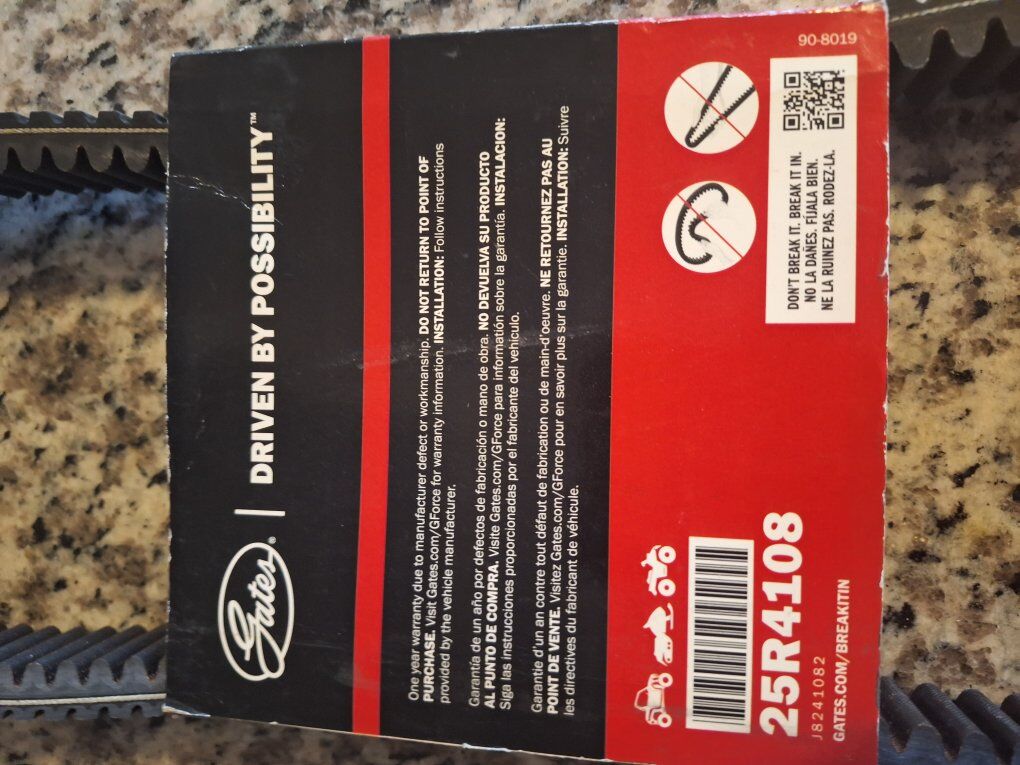 Gates®
DRIVEN BY POSSIBILITY™
One year warranty due to manufacturer defect or workmanship. DO NOT RETURN TO POINT OF
PURCHASE. Visit Gates.com/GForce for warranty information. INSTALLATION: Follow instructions
provided by the vehicle manufacturer.
Garantía de un año por defectos de fabricación o mano de obra. NO DEVUELVA SU PRODUCTO
AL PUNTO DE COMPRA. Visite Gates.com/GForce para informatión sobre la garantía. INSTALACION:
Siga las instrucciones proporcionadas por el fabricante del vehículo.
Garantie d'un an contre tout défaut de fabrication ou de main-d'oeuvre. NE RETOURNEZ PAS AU
POINT DE VENTE. Visitez Gates.com/GForce pour en savoir plus sur la garantie. INSTALLATION: Suivre
les directives du fabricant de véhicule.
25R4108
J8241082
GATES.COM/BREAKITIN
DON'T BREAK IT. BREAK IT IN.
NO LA DAÑES. FÍJALA BIEN.
NE LA RUINEZ PAS. RODEZ-LA.
90-8019